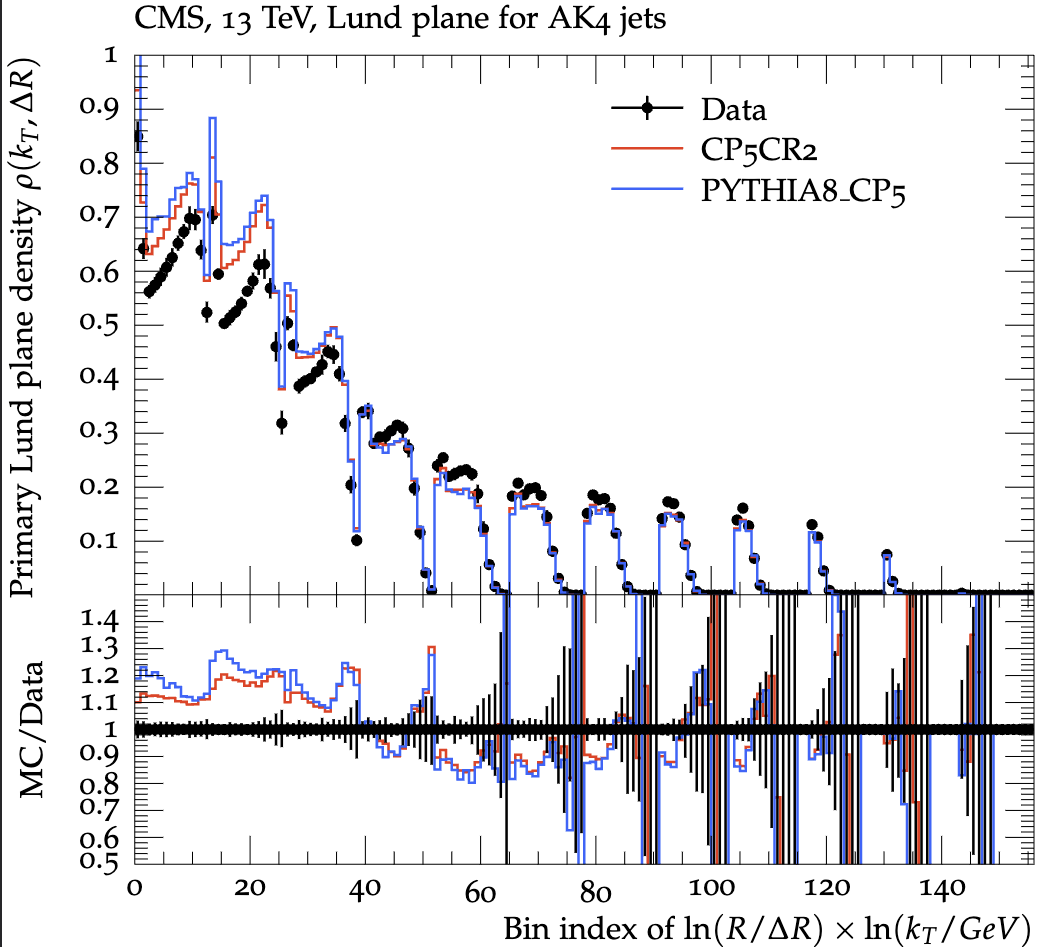 CMS, 13 TeV, Lund plane for AK4 jets
Primary Lund plane density ρ(k_T, ΔR)
1
0.9
0.8
0.7
0.6
0.5
0.4
0.3
0.2
0.1
Data
CP5CR2
PYTHIA8_CP5
MC/Data
1.4
1.3
1.2
1.1
1
0.9
0.8
0.7
0.6
0.5
0 20 40 60 80 100 120 140
Bin index of ln(R/ΔR) × ln(k_T/GeV)